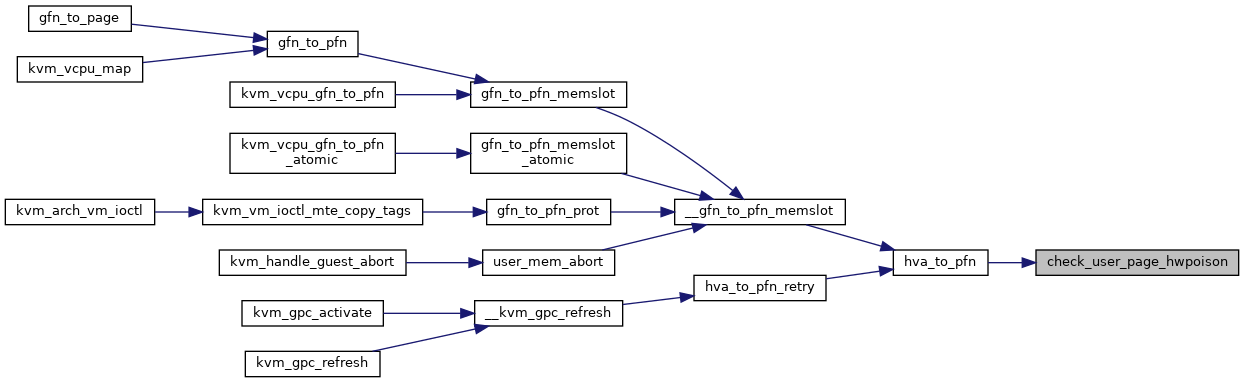 gfn_to_page
kvm_vcpu_map
gfn_to_pfn
kvm_vcpu_gfn_to_pfn
gfn_to_pfn_memslot
kvm_vcpu_gfn_to_pfn
_atomic
gfn_to_pfn_memslot
_atomic
kvm_arch_vm_ioctl
kvm_vm_ioctl_mte_copy_tags
gfn_to_pfn_prot
__gfn_to_pfn_memslot
kvm_handle_guest_abort
user_mem_abort
hva_to_pfn
check_user_page_hwpoison
hva_to_pfn_retry
kvm_gpc_activate
__kvm_gpc_refresh
kvm_gpc_refresh